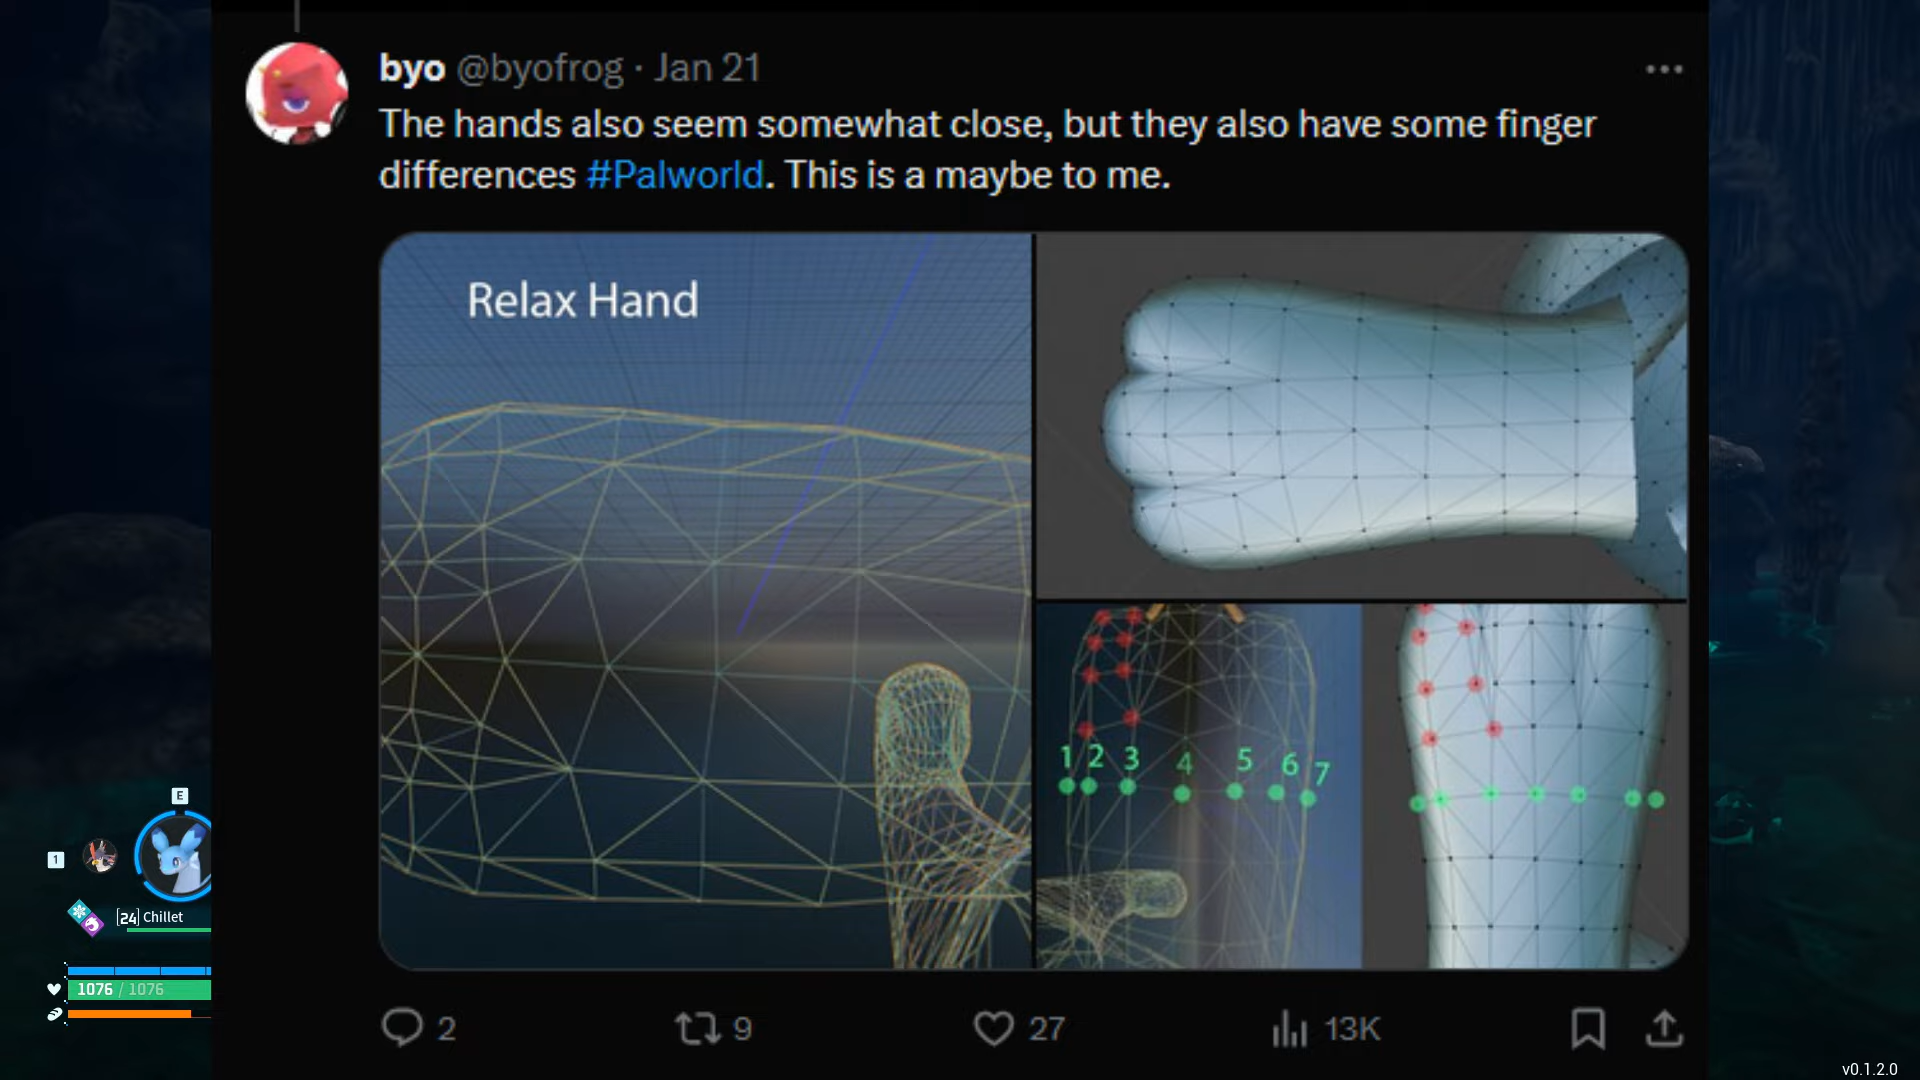 byo @byofrog · Jan 21
The hands also seem somewhat close, but they also have some finger
differences #Palworld. This is a maybe to me.
Relax Hand
1 2 3 4 5 6 7
E
1
[24] Chillet
1076 / 1076
2 9 27 13K
v0.1.2.0